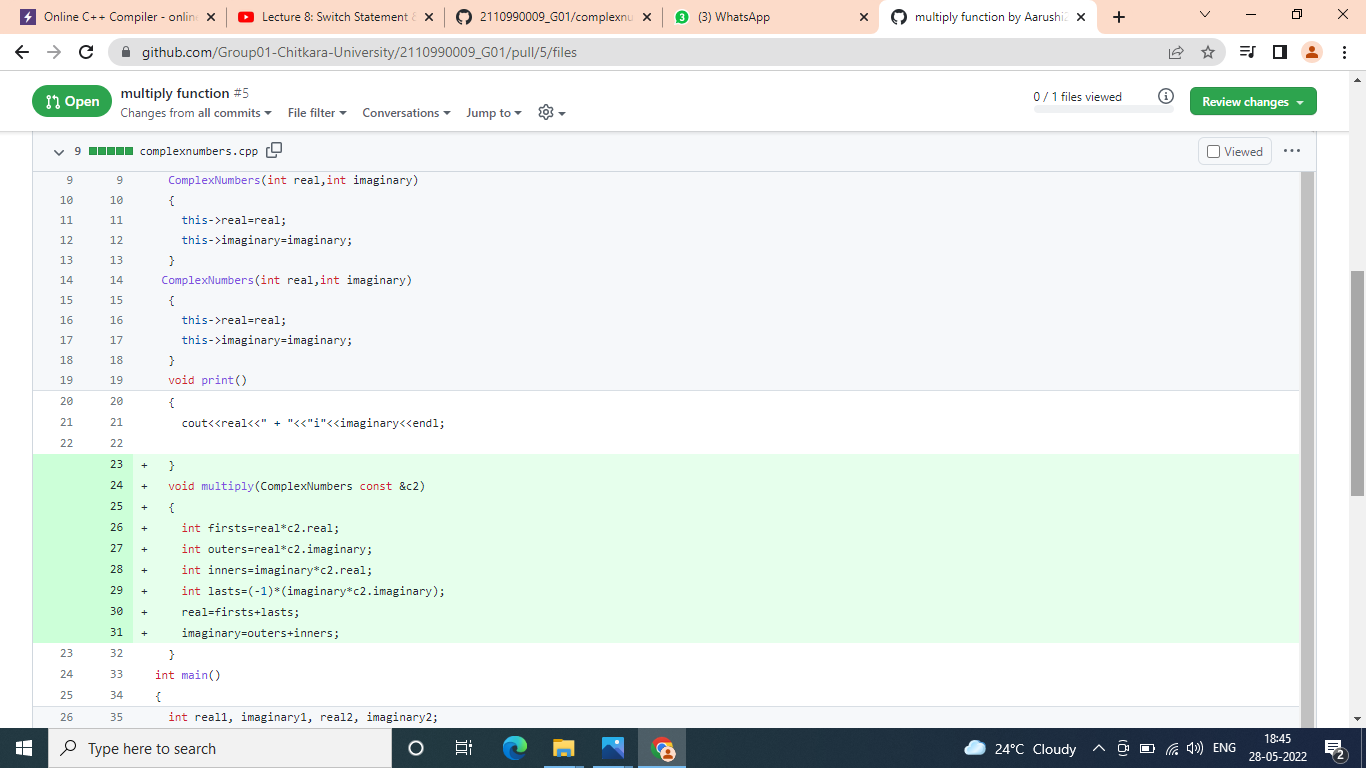 Online C++ Compiler - online
Lecture 8: Switch Statement &
2110990009_G01/complexnu
(3) WhatsApp
multiply function by Aarushi
github.com/Group01-Chitkara-University/2110990009_G01/pull/5/files
Open
multiply function #5
Changes from all commits
File filter
Conversations
Jump to
0 / 1 files viewed
Review changes
9 complexnumbers.cpp
Viewed
9 9 ComplexNumbers(int real,int imaginary)
10 10 {
11 11 this->real=real;
12 12 this->imaginary=imaginary;
13 13 }
14 14 ComplexNumbers(int real,int imaginary)
15 15 {
16 16 this->real=real;
17 17 this->imaginary=imaginary;
18 18 }
19 19 void print()
20 20 {
21 21 cout<<real<<" + "<<"i"<<imaginary<<endl;
22 22
23 + }
24 + void multiply(ComplexNumbers const &c2)
25 + {
26 + int firsts=real*c2.real;
27 + int outers=real*c2.imaginary;
28 + int inners=imaginary*c2.real;
29 + int lasts=(-1)*(imaginary*c2.imaginary);
30 + real=firsts+lasts;
31 + imaginary=outers+inners;
23 32 }
24 33 int main()
25 34 {
26 35 int real1, imaginary1, real2, imaginary2;
Type here to search
24°C Cloudy
ENG
18:45
28-05-2022
2